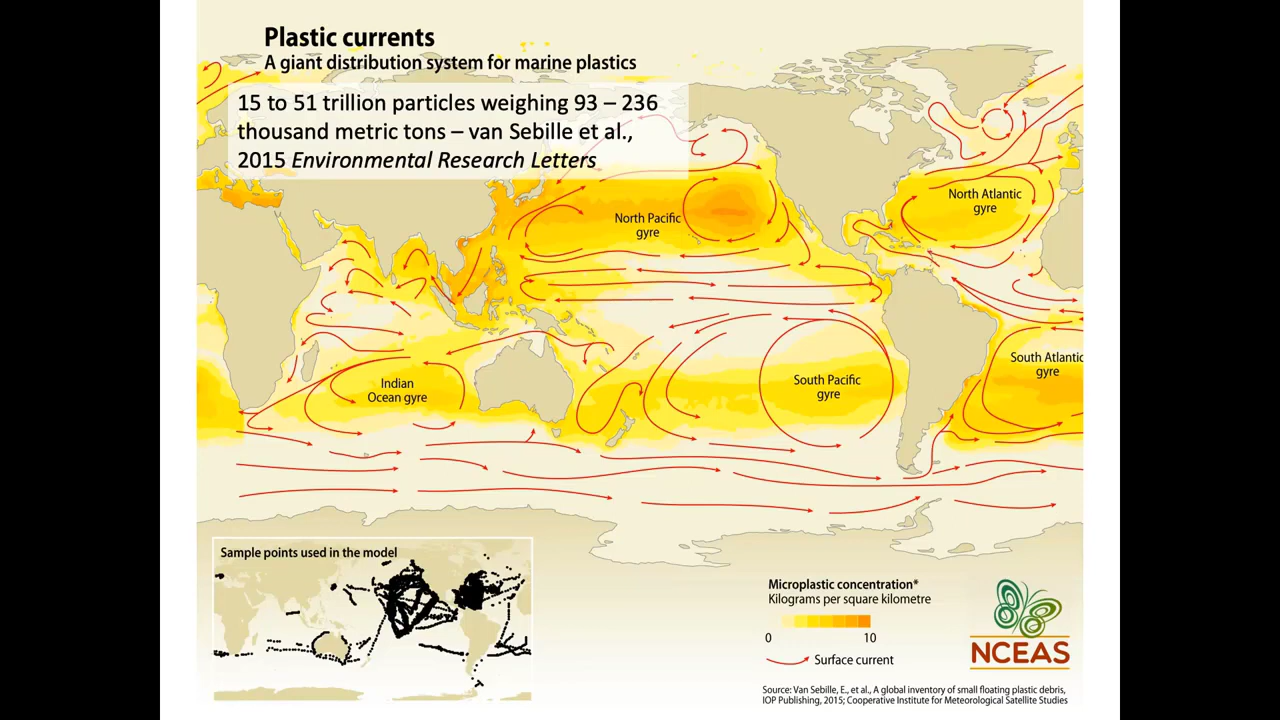 Plastic currents
A giant distribution system for marine plastics
15 to 51 trillion particles weighing 93 – 236
thousand metric tons – van Sebille et al.,
2015 Environmental Research Letters
North Atlantic
gyre
North Pacific
gyre
South Atlantic
gyre
Indian
Ocean gyre
South Pacific
gyre
Sample points used in the model
Microplastic concentration*
Kilograms per square kilometre
0 10
Surface current
NCEAS
Source: Van Sebille, E., et al., A global inventory of small floating plastic debris,
IOP Publishing, 2015; Cooperative Institute for Meteorological Satellite Studies